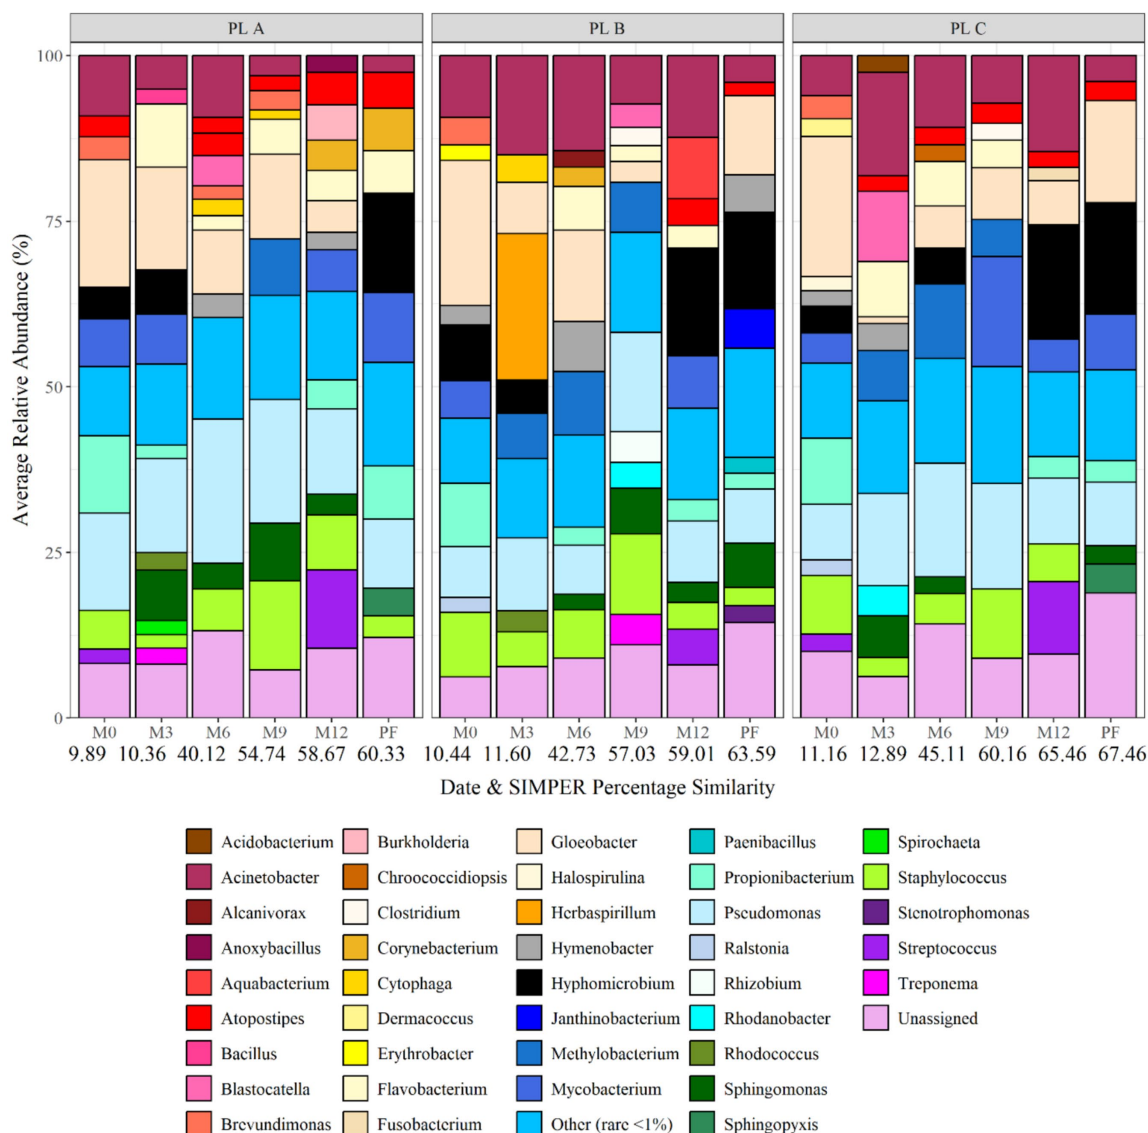 PL A PL B PL C
100
75
50
25
0
Average Relative Abundance (%)
M0 M3 M6 M9 M12 PF M0 M3 M6 M9 M12 PF M0 M3 M6 M9 M12 PF
9.89 10.36 40.12 54.74 58.67 60.33 10.44 11.60 42.73 57.03 59.01 63.59 11.16 12.89 45.11 60.16 65.46 67.46
Date & SIMPER Percentage Similarity
Acidobacterium Burkholderia Gloeobacter Paenibacillus Spirochaeta
Acinetobacter Chroococcidiopsis Halospirulina Propionibacterium Staphylococcus
Alcanivorax Clostridium Herbaspirillum Pseudomonas Stenotrophomonas
Anoxybacillus Corynebacterium Hymenobacter Ralstonia Streptococcus
Aquabacterium Cytophaga Hyphomicrobium Rhizobium Treponema
Atopostipes Dermacoccus Janthinobacterium Rhodanobacter Unassigned
Bacillus Erythrobacter Methylobacterium Rhodococcus
Blastocatella Flavobacterium Mycobacterium Sphingomonas
Brevundimonas Fusobacterium Other (rare <1%) Sphingopyxis